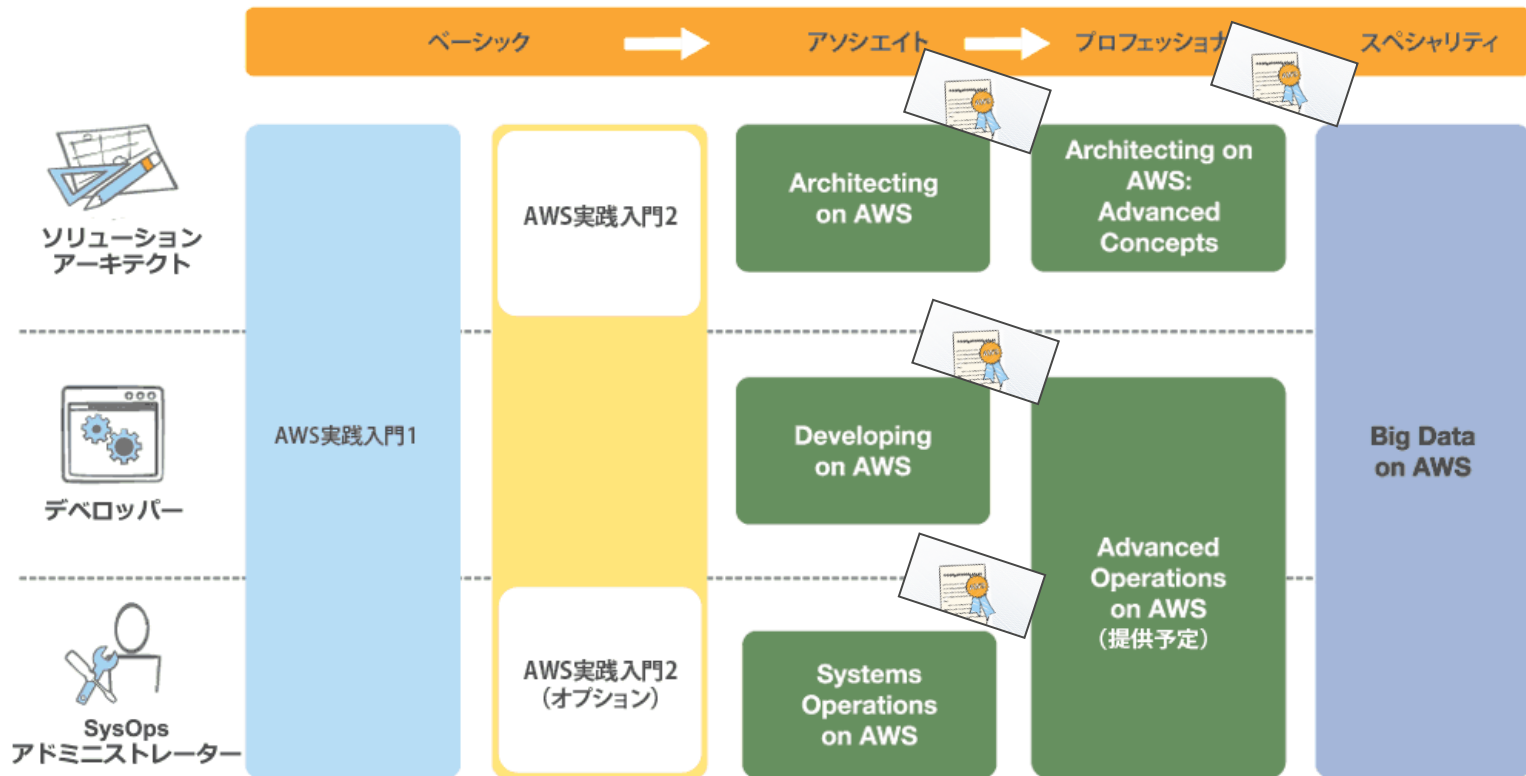 ベーシック
アソシエイト
プロフェッショナ
スペシャリティ
ソリューション
アーキテクト
AWS実践入門2
Architecting
on AWS
Architecting on
AWS:
Advanced
Concepts
デベロッパー
AWS実践入門1
Developing
on AWS
Big Data
on AWS
SysOps
アドミニストレーター
AWS実践入門2
（オプション）
Systems
Operations
on AWS
Advanced
Operations
on AWS
（提供予定）